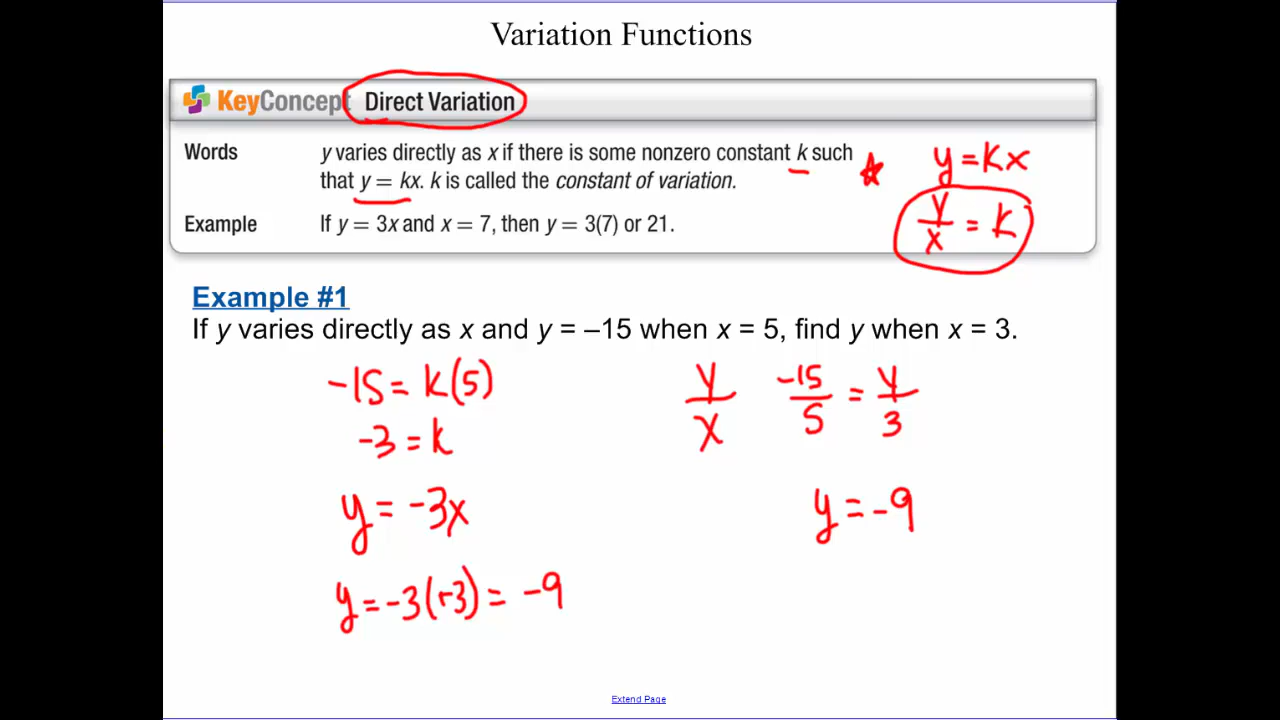 Variation Functions
KeyConcept Direct Variation
Words y varies directly as x if there is some nonzero constant k such
that y = kx. k is called the constant of variation.
Example If y = 3x and x = 7, then y = 3(7) or 21.
y = kx
y/x = k
Example #1
If y varies directly as x and y = –15 when x = 5, find y when x = 3.
-15 = k(5)
-3 = k
y = -3x
y = -3(+3) = -9
y/x -15/5 = y/3
y = -9
Extend Page